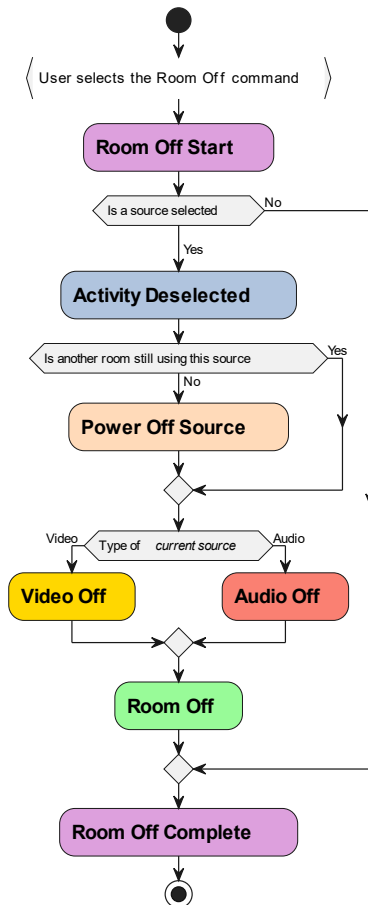 User selects the Room Off command
Room Off Start
Is a source selected
No
Yes
Activity Deselected
Is another room still using this source
Yes
No
Power Off Source
Video
Type of current source
Audio
Video Off
Audio Off
Room Off
Room Off Complete